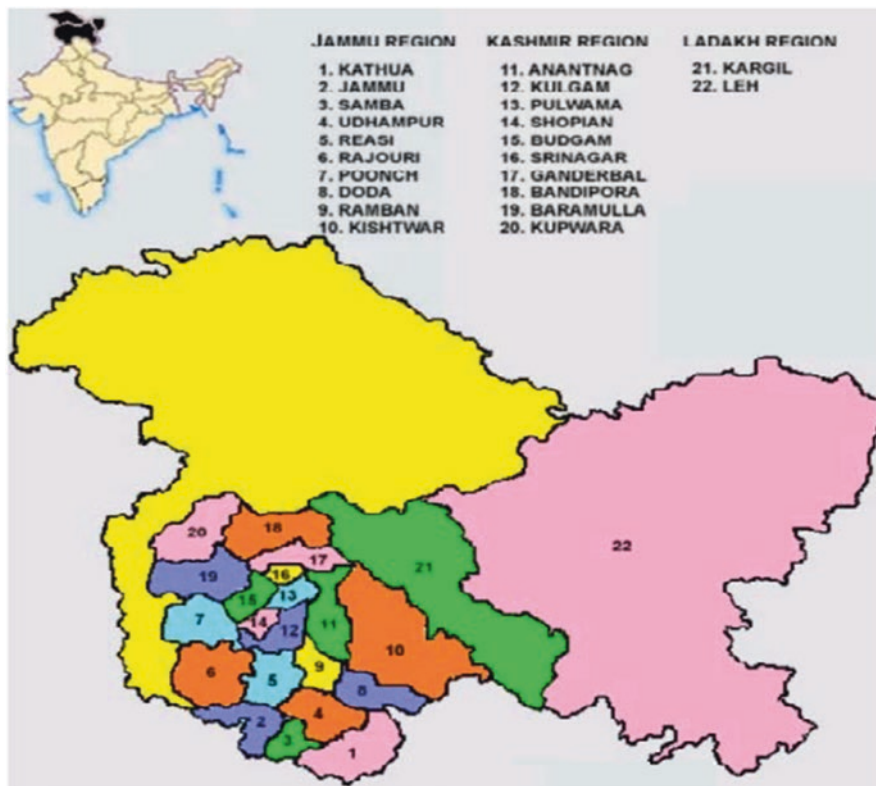 JAMMU REGION
1. KATHUA
2. JAMMU
3. SAMBA
4. UDHAMPUR
5. REASI
6. RAJOURI
7. POONCH
8. DODA
9. RAMBAN
10. KISHTWAR
KASHMIR REGION
11. ANANTNAG
12. KULGAM
13. PULWAMA
14. SHOPIAN
15. BUDGAM
16. SRINAGAR
17. GANDERBAL
18. BANDIPORA
19. BARAMULLA
20. KUPWARA
LADAKH REGION
21. KARGIL
22. LEH
20
18
17
22
21
19
16
15
13
7
14
12
11
10
6
5
9
8
2
4
3
1